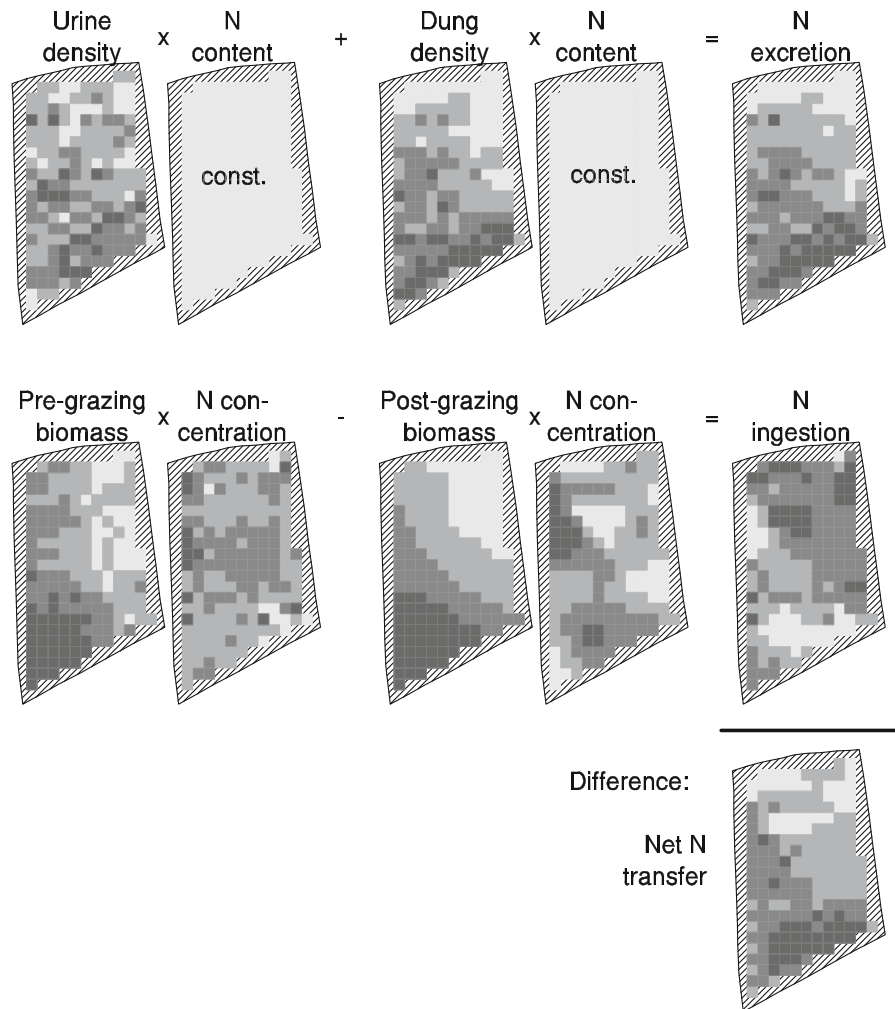 Urine density x N content + Dung density x N content = N excretion
const.
const.
Pre-grazing biomass x N con-centration - Post-grazing biomass x N con-centration = N ingestion
Difference:
Net N
transfer